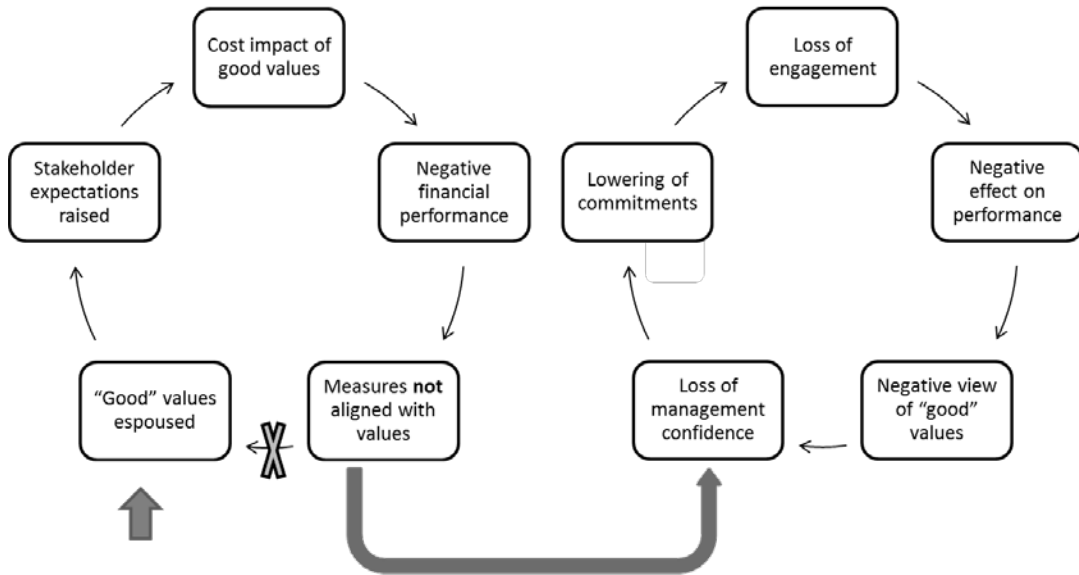 Cost impact of
good values
Stakeholder
expectations
raised
Negative
financial
performance
"Good" values
espoused
Measures not
aligned with
values
Loss of
engagement
Lowering of
commitments
Negative
effect on
performance
Loss of
management
confidence
Negative view
of "good"
values